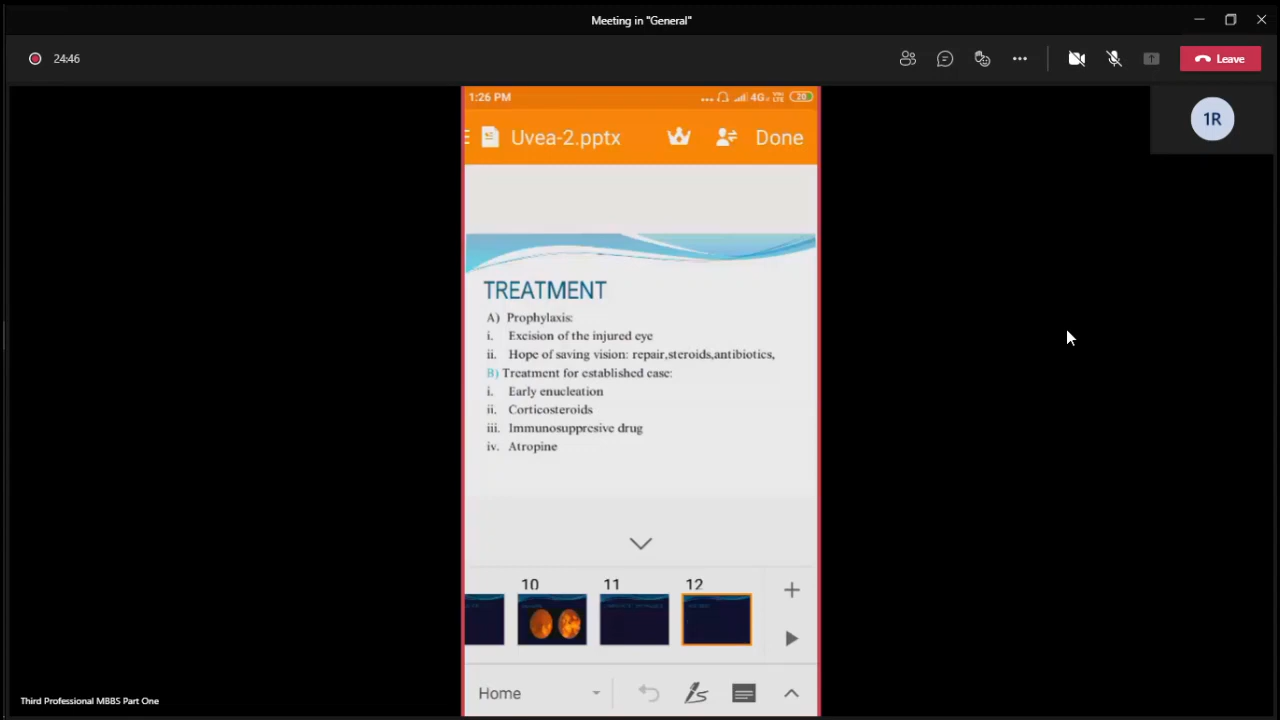 Meeting in "General"
24:46
Leave
1:26 PM
4G
VoLTE
20
Uvea-2.pptx
Done
1R
TREATMENT
A) Prophylaxis:
i. Excision of the injured eye
ii. Hope of saving vision: repair,steroids,antibiotics,
B) Treatment for established case:
i. Early enucleation
ii. Corticosteroids
iii. Immunosuppresive drug
iv. Atropine
10 11 12
Home
Third Professional MBBS Part One